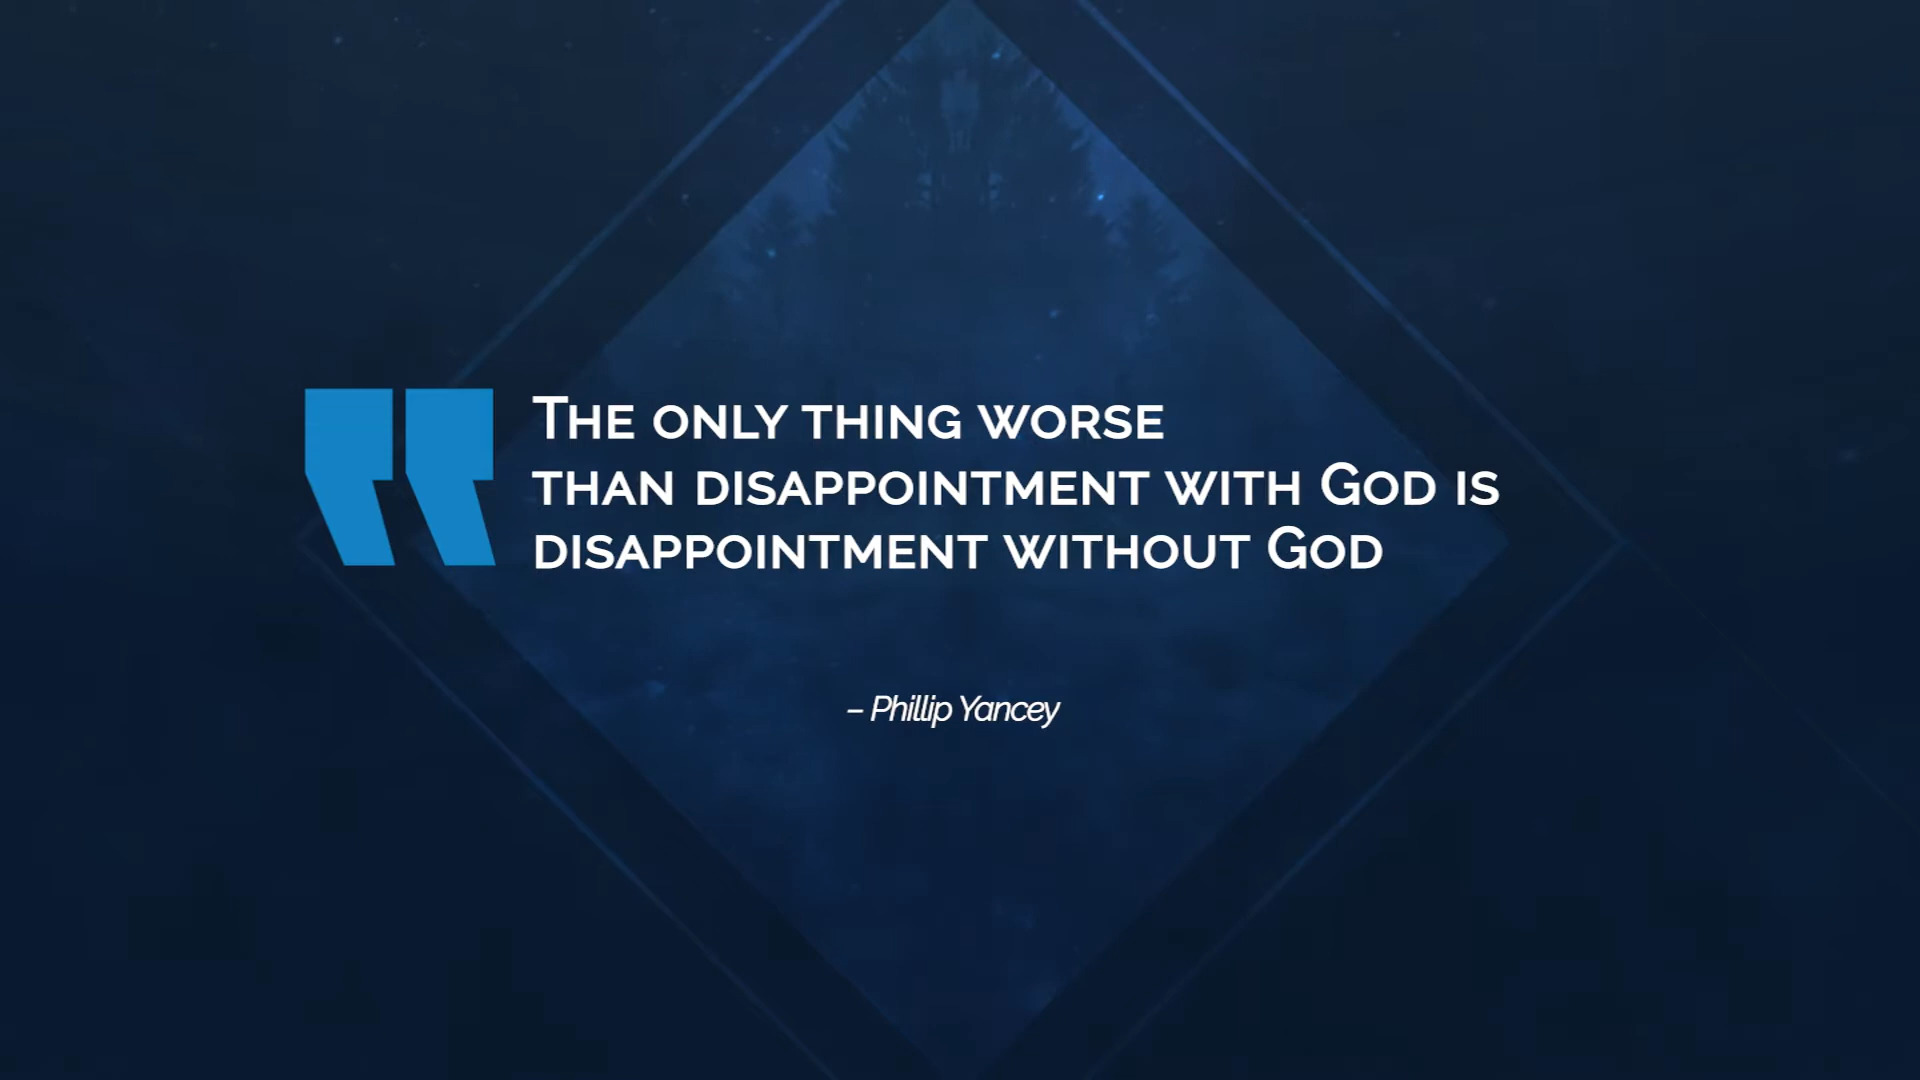 The only thing worse
than disappointment with God is
disappointment without God
– Phillip Yancey